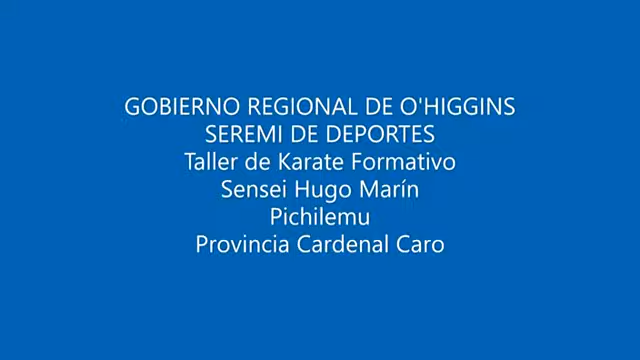 GOBIERNO REGIONAL DE O'HIGGINS
SEREMI DE DEPORTES
Taller de Karate Formativo
Sensei Hugo Marín
Pichilemu
Provincia Cardenal Caro